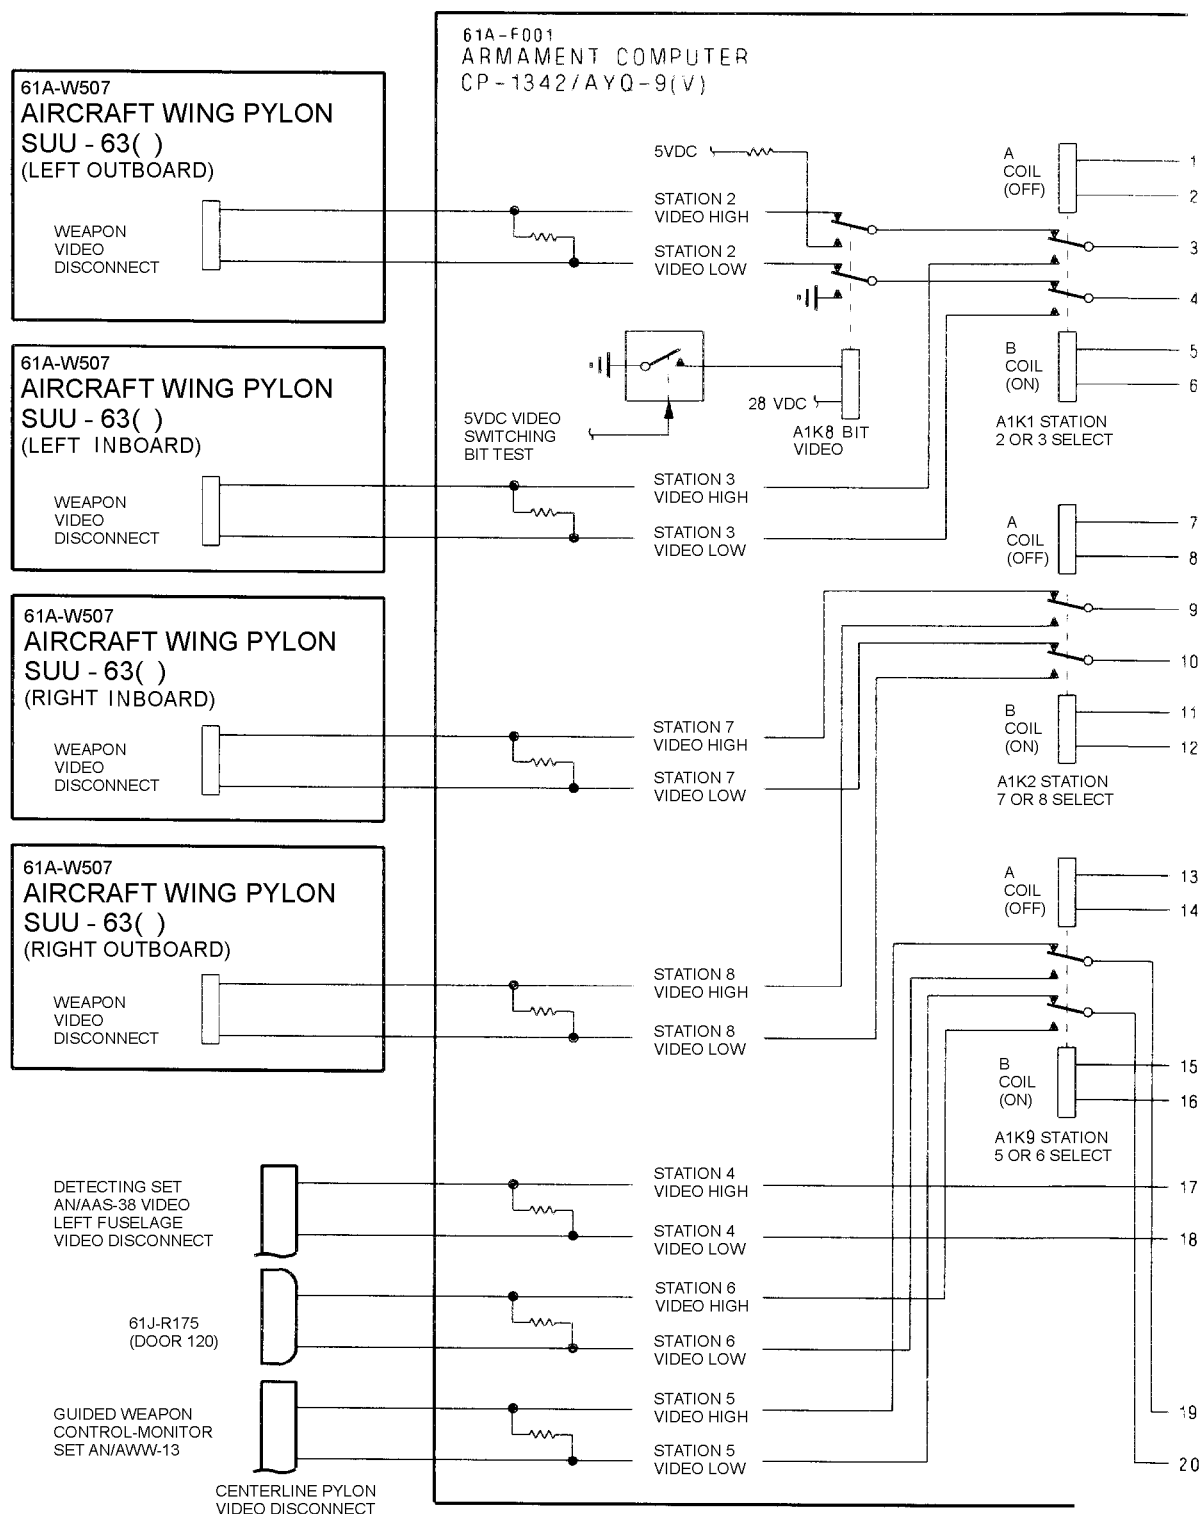 61A-F001
ARMAMENT COMPUTER
CP-1342/AYQ-9(V)
61A-W507
AIRCRAFT WING PYLON
SUU - 63( )
(LEFT OUTBOARD)
WEAPON
VIDEO
DISCONNECT
5VDC
STATION 2
VIDEO HIGH
STATION 2
VIDEO LOW
A
COIL
(OFF)
1
2
3
4
B
COIL
(ON)
5
6
A1K1 STATION
2 OR 3 SELECT
5VDC VIDEO
SWITCHING
BIT TEST
28 VDC
A1K8 BIT
VIDEO
61A-W507
AIRCRAFT WING PYLON
SUU - 63( )
(LEFT INBOARD)
WEAPON
VIDEO
DISCONNECT
STATION 3
VIDEO HIGH
STATION 3
VIDEO LOW
A
COIL
(OFF)
7
8
9
10
B
COIL
(ON)
11
12
A1K2 STATION
7 OR 8 SELECT
61A-W507
AIRCRAFT WING PYLON
SUU - 63( )
(RIGHT INBOARD)
WEAPON
VIDEO
DISCONNECT
STATION 7
VIDEO HIGH
STATION 7
VIDEO LOW
61A-W507
AIRCRAFT WING PYLON
SUU - 63( )
(RIGHT OUTBOARD)
WEAPON
VIDEO
DISCONNECT
STATION 8
VIDEO HIGH
STATION 8
VIDEO LOW
A
COIL
(OFF)
13
14
B
COIL
(ON)
15
16
A1K9 STATION
5 OR 6 SELECT
DETECTING SET
AN/AAS-38 VIDEO
LEFT FUSELAGE
VIDEO DISCONNECT
STATION 4
VIDEO HIGH
17
STATION 4
VIDEO LOW
18
61J-R175
(DOOR 120)
STATION 6
VIDEO HIGH
STATION 6
VIDEO LOW
GUIDED WEAPON
CONTROL-MONITOR
SET AN/AWW-13
STATION 5
VIDEO HIGH
19
STATION 5
VIDEO LOW
20
CENTERLINE PYLON
VIDEO DISCONNECT